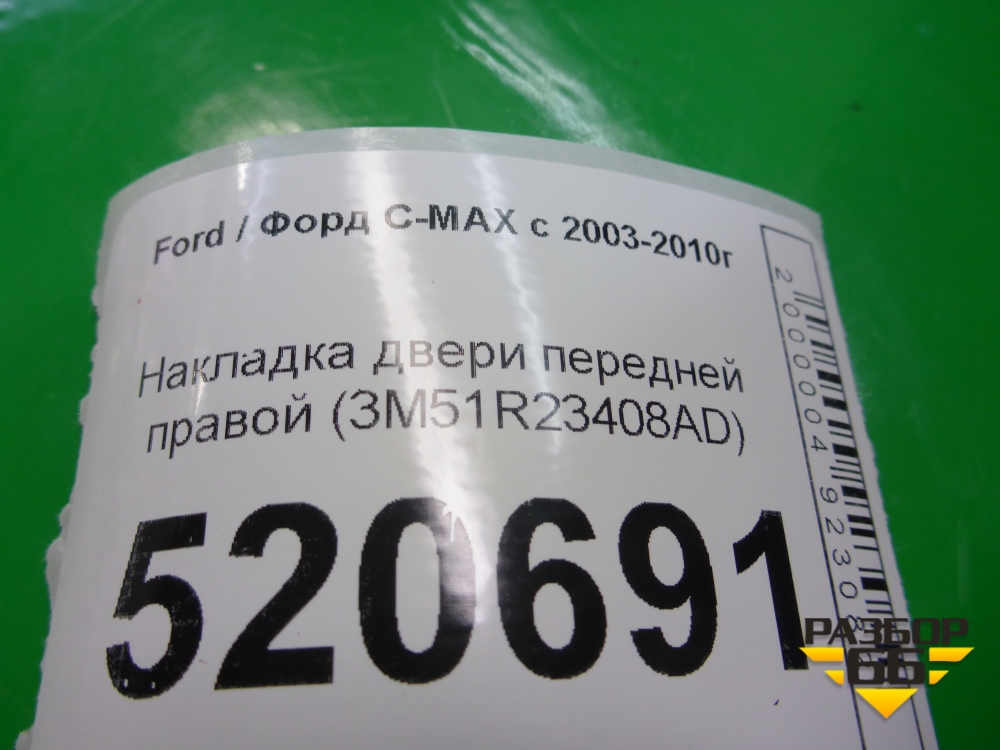 Ford / Форд C-MAX с 2003-2010г
Накладка двери передней
правой (3M51R23408AD)
520691
РАЗБОР
66